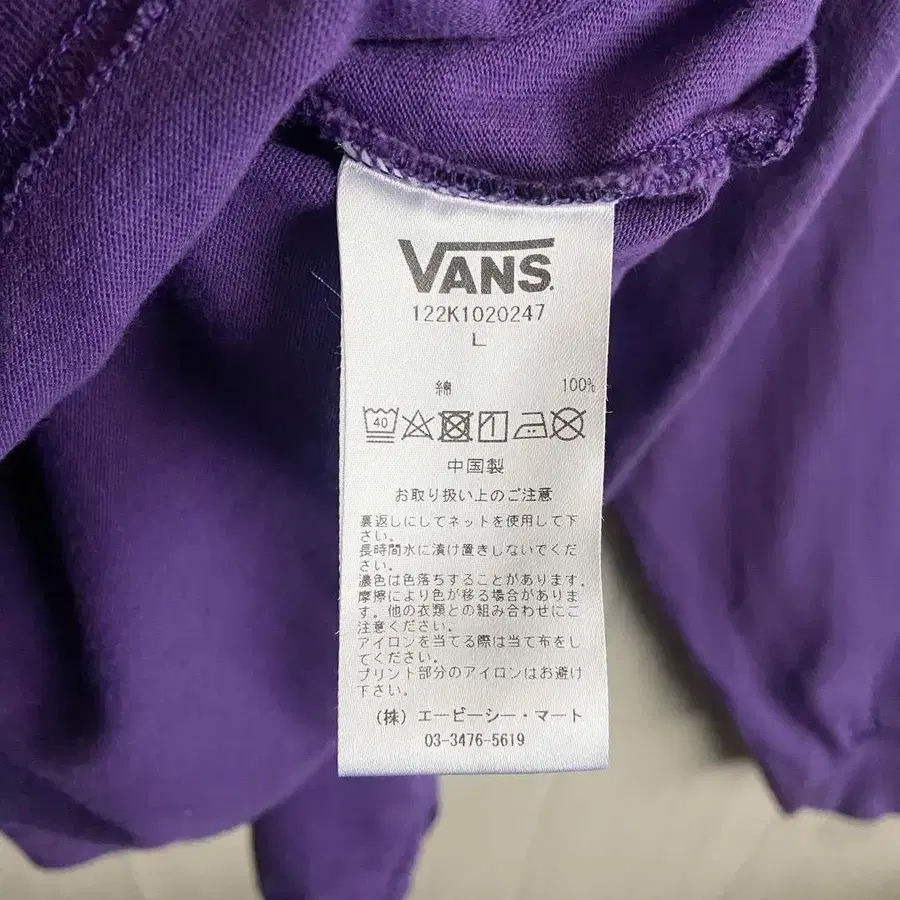 VANS
122K1020247
L
綿 100%
40
中国製
お取り扱い上のご注意
裏返しにしてネットを使用して下
さい。
長時間水に漬け置きしないでくだ
さい。
濃色は色落ちすることがあります。
摩擦により色が移る場合がありま
す。他の衣類との組み合わせにご
注意ください。
アイロンを当てる際は当て布をし
てください。
プリント部分のアイロンはお避け
下さい。
(株)エービーシー・マート
03-3476-5619